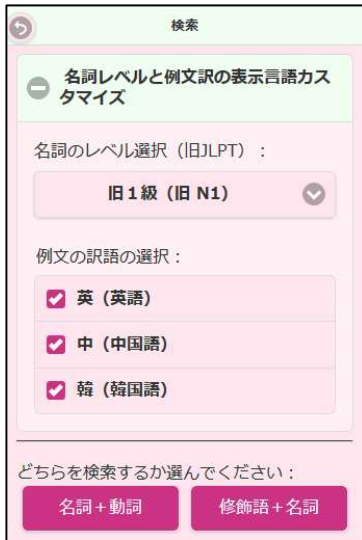 検索
名詞レベルと例文訳の表示言語カス
タマイズ
名詞のレベル選択（旧JLPT）：
旧１級（旧 N1）
例文の訳語の選択：
英（英語）
中（中国語）
韓（韓国語）
どちらを検索するか選んでください：
名詞＋動詞
修飾語＋名詞